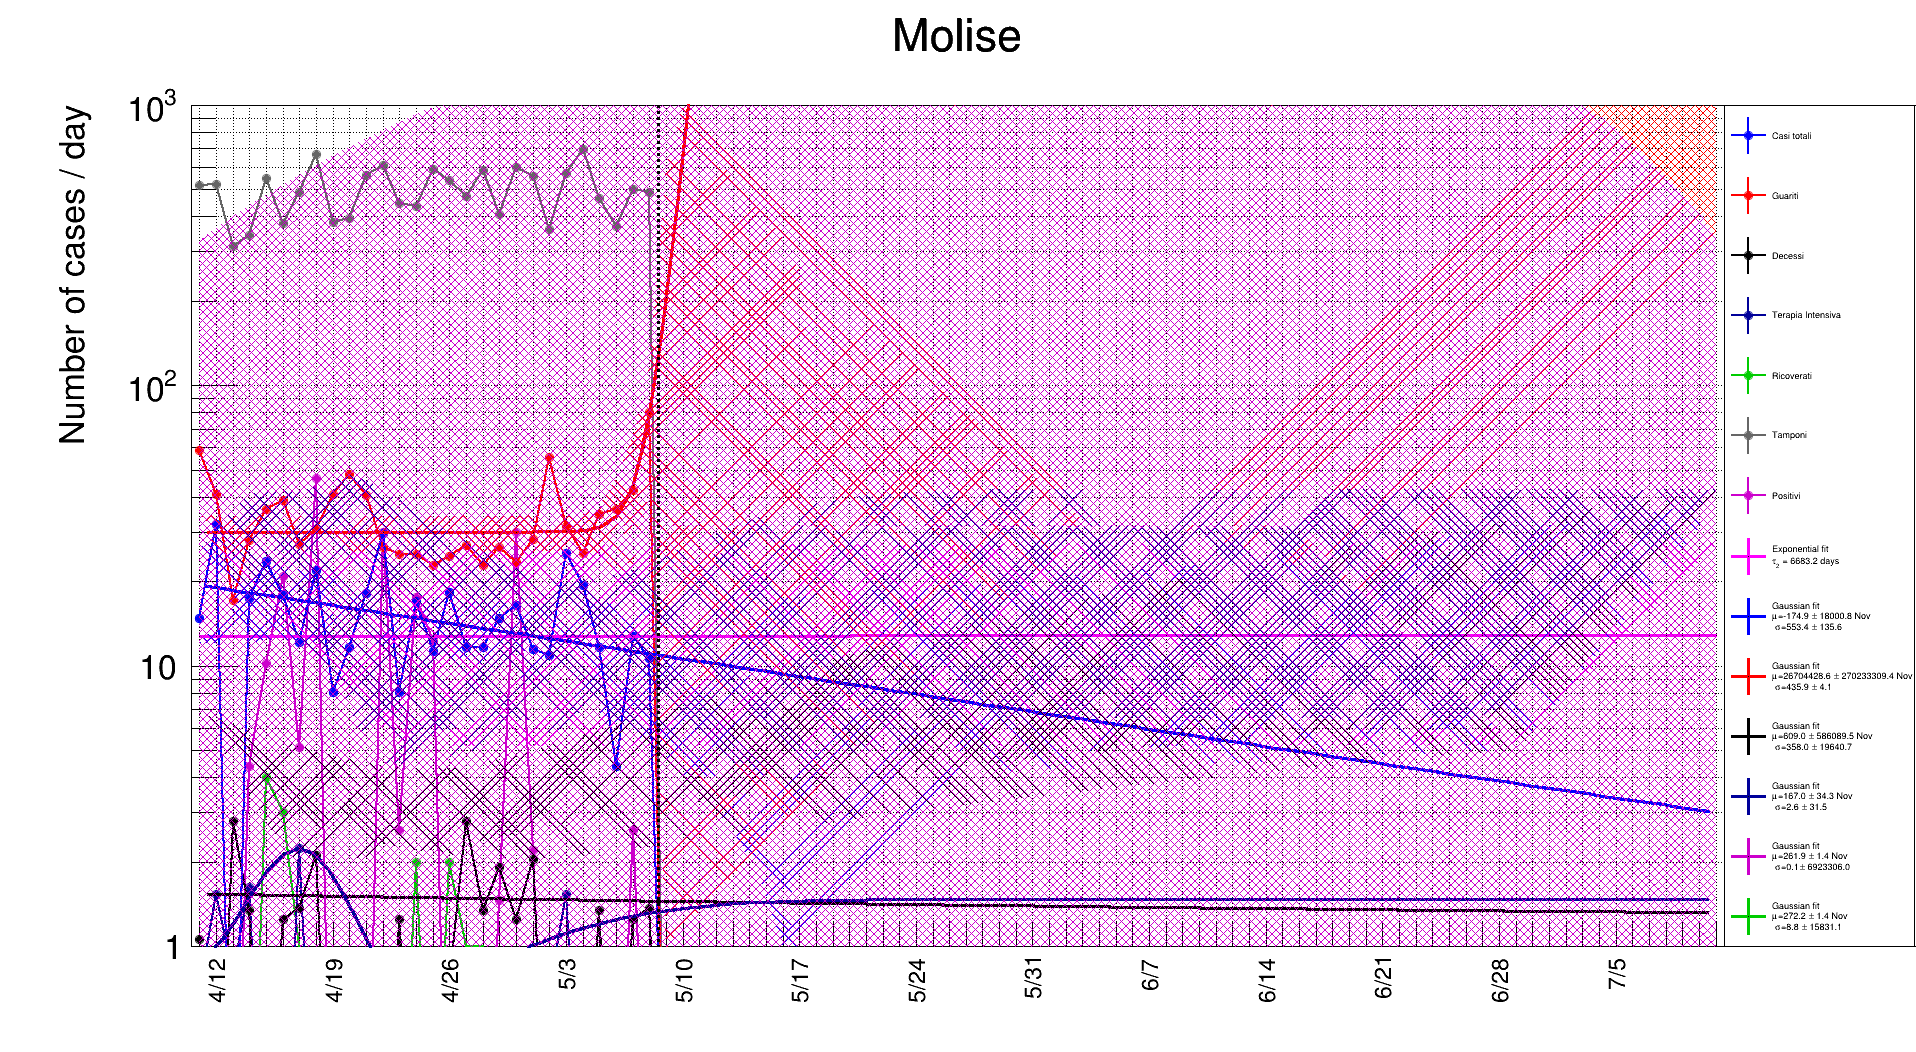 Molise
Number of cases / day
10³
10²
10
1
4/12
4/19
4/26
5/3
5/10
5/17
5/24
5/31
6/7
6/14
6/21
6/28
7/5
Casi totali
Guariti
Decessi
Terapia Intensiva
Ricoverati
Tamponi
Positivi
Exponential fit
τ₂ = 6683.2 days
Gaussian fit
μ=-174.9 ± 18000.8 Nov
σ=553.4 ± 135.6
Gaussian fit
μ=26704428.6 ± 270233309.4 Nov
σ=435.9 ± 4.1
Gaussian fit
μ=609.0 ± 586089.5 Nov
σ=358.0 ± 19640.7
Gaussian fit
μ=167.0 ± 34.3 Nov
σ=2.6 ± 31.5
Gaussian fit
μ=261.9 ± 1.4 Nov
σ=0.1 ± 6923306.0
Gaussian fit
μ=272.2 ± 1.4 Nov
σ=8.8 ± 15831.1